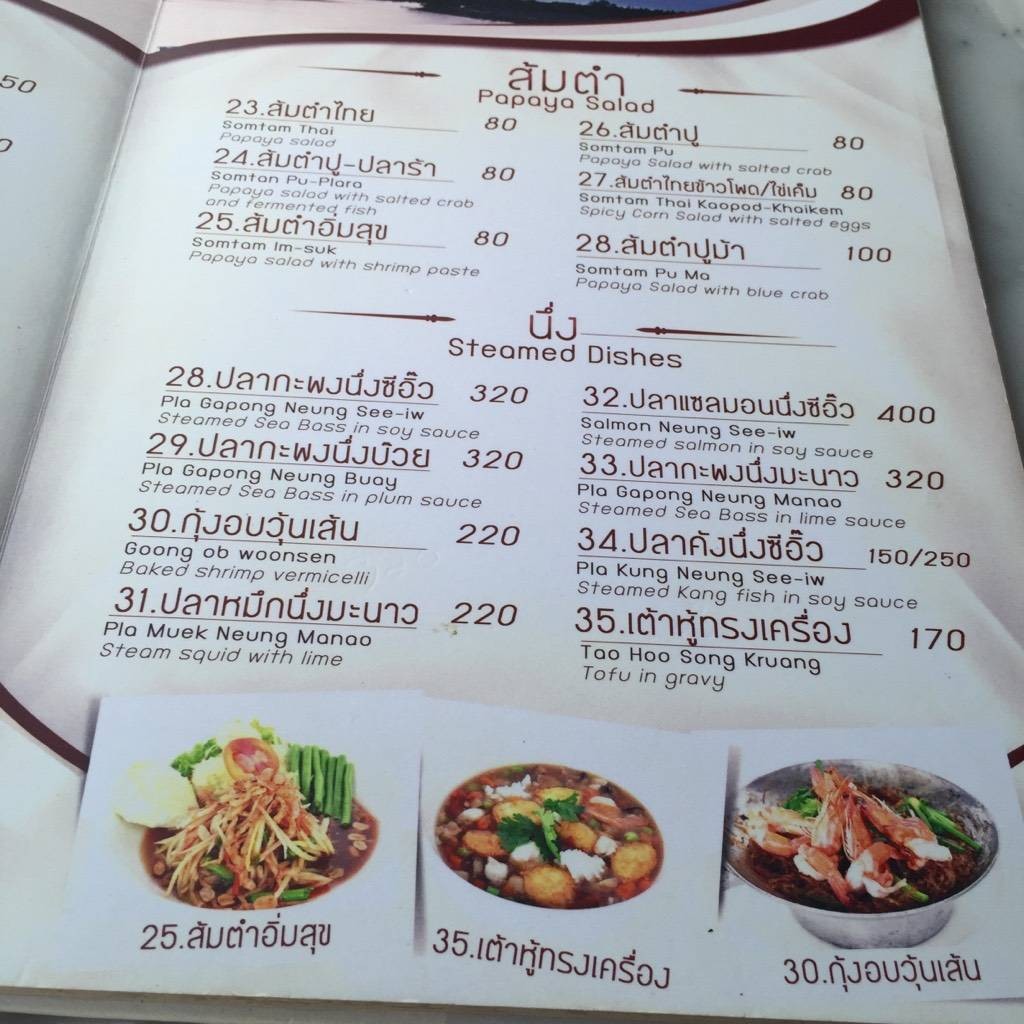 50
ส้มตำ
Papaya Salad
23.ส้มตำไทย 80
Somtam Thai
Papaya salad
24.ส้มตำปู-ปลาร้า 80
Somtan Pu-Plara
Papaya salad with salted crab
and fermented fish
25.ส้มตำอิ่มสุข 80
Somtam Im-suk
Papaya salad with shrimp paste
26.ส้มตำปู 80
Somtam Pu
Papaya Salad with salted crab
27.ส้มตำไทยข้าวโพด/ไข่เค็ม 80
Somtam Thai Kaopod-Khaikem
Spicy Corn Salad with salted eggs
28.ส้มตำปูม้า 100
Somtam Pu Ma
Papaya Salad with blue crab
นึ่ง
Steamed Dishes
28.ปลากะพงนึ่งซีอิ๊ว 320
Pla Gapong Neung See-iw
Steamed Sea Bass in soy sauce
29.ปลากะพงนึ่งบ๊วย 320
Pla Gapong Neung Buay
Steamed Sea Bass in plum sauce
30.กุ้งอบวุ้นเส้น 220
Goong ob woonsen
Baked shrimp vermicelli
31.ปลาหมึกนึ่งมะนาว 220
Pla Muek Neung Manao
Steam squid with lime
32.ปลาแซลมอนนึ่งซีอิ๊ว 400
Salmon Neung See-iw
Steamed salmon in soy sauce
33.ปลากะพงนึ่งมะนาว 320
Pla Gapong Neung Manao
Steamed Sea Bass in lime sauce
34.ปลาคังนึ่งซีอิ๊ว 150/250
Pla Kung Neung See-iw
Steamed Kang fish in soy sauce
35.เต้าหู้ทรงเครื่อง 170
Tao Hoo Song Kruang
Tofu in gravy
25.ส้มตำอิ่มสุข
35.เต้าหู้ทรงเครื่อง
30.กุ้งอบวุ้นเส้น